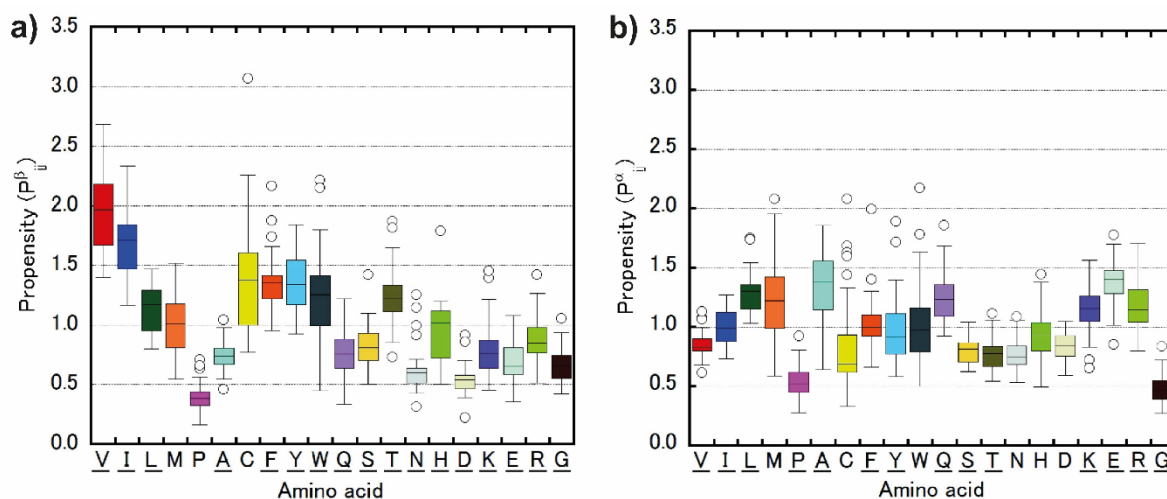 a)
3.5
3.0
2.5
2.0
1.5
1.0
0.5
0.0
Propensity (P^β_ij)
V I L M P A C F Y W Q S T N H D K E R G
Amino acid
b)
3.5
3.0
2.5
2.0
1.5
1.0
0.5
0.0
Propensity (P^α_ij)
V I L M P A C F Y W Q S T N H D K E R G
Amino acid